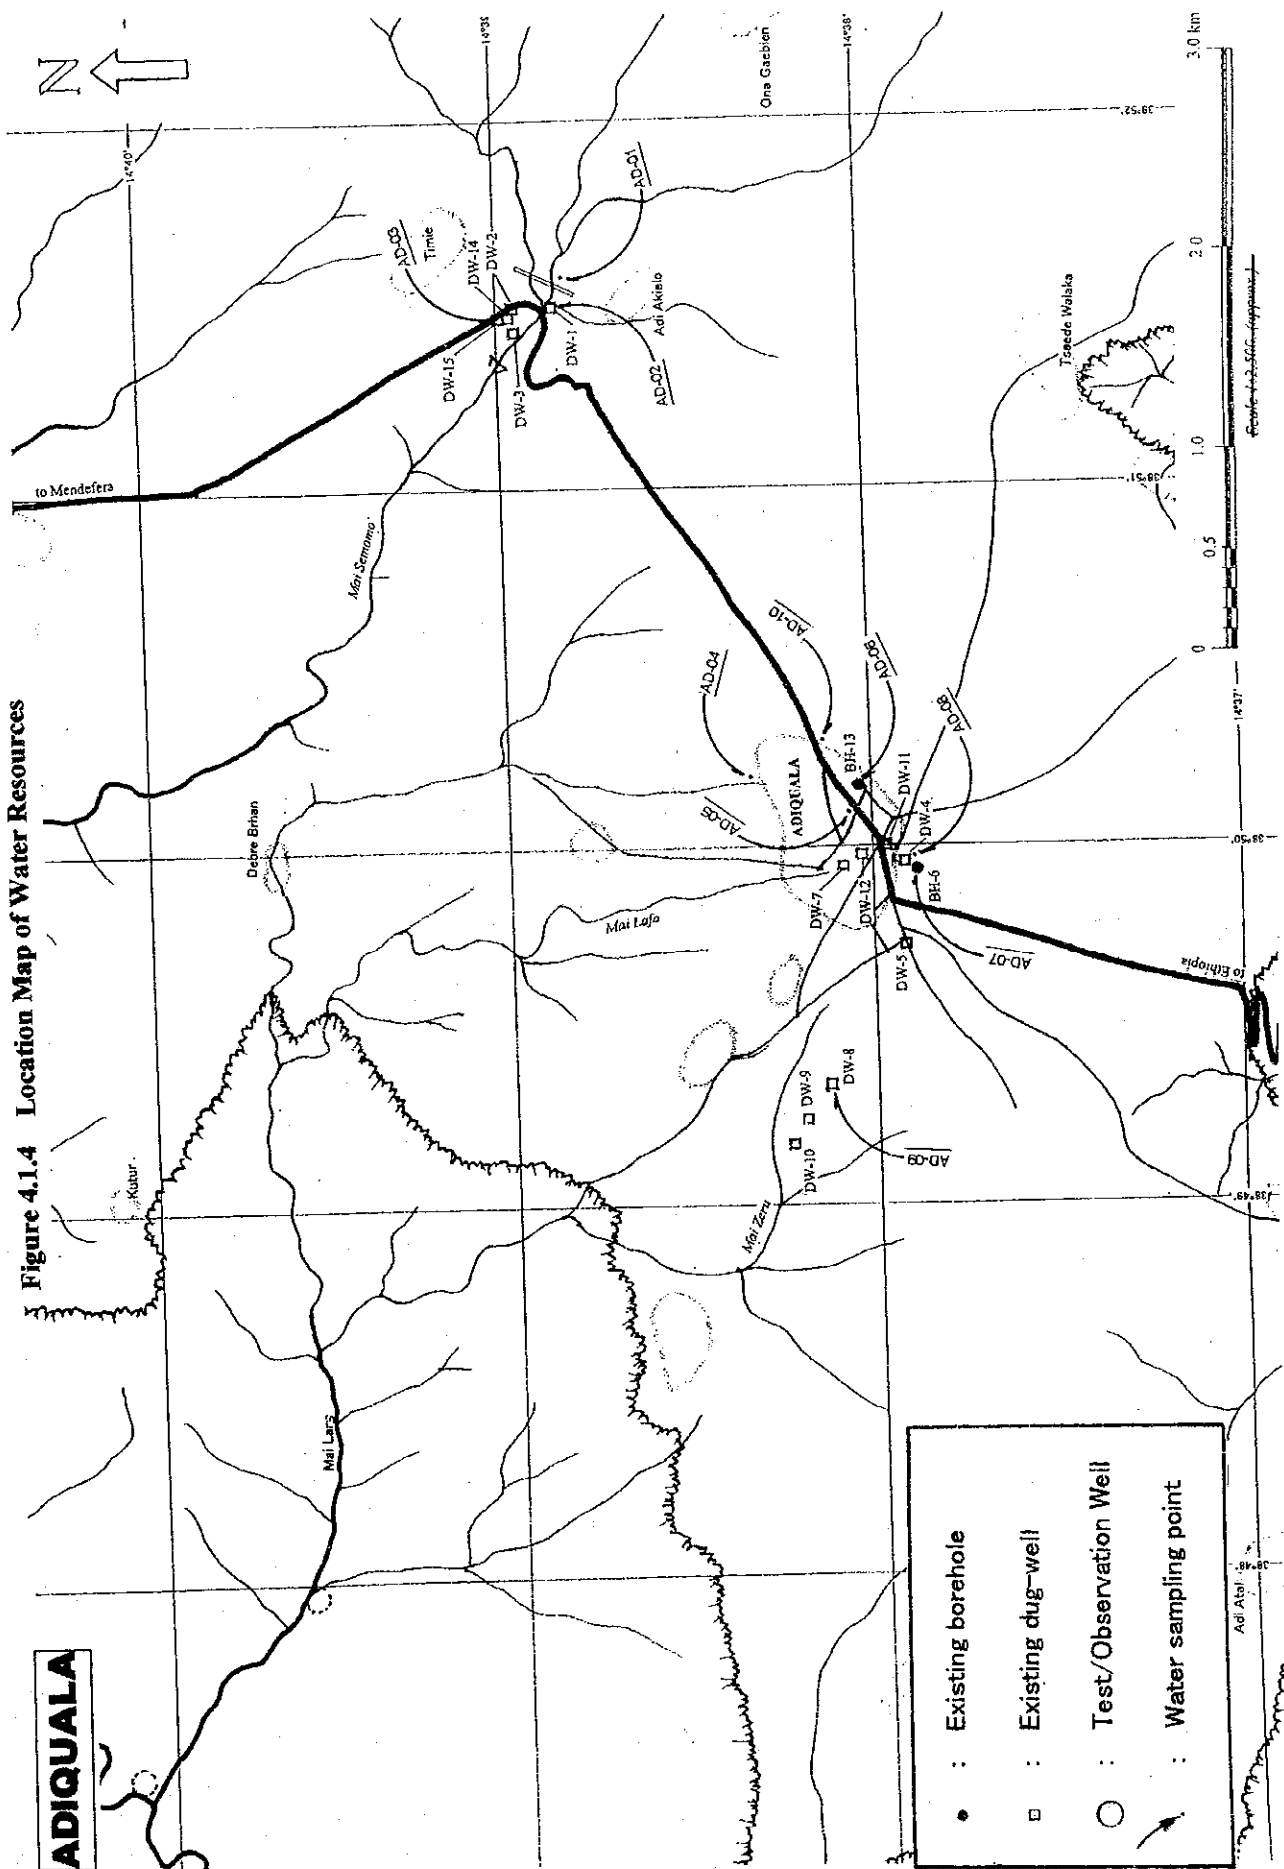 Figure 4.1.4 Location Map of Water Resources
ADIQUALA
N
14°40'
14°39'
14°38'
14°37'
38°52'
38°51'
38°50'
38°49'
38°48'
to Mendefera
Mai Semomo
Debre Brhan
Kutur
Mai Lars
Mai Lafo
Mai Zeru
Timie
Ona Gaebien
Adi Akialo
Tsaede Walaka
Adi Atal
to Ethiopia
ADIQUALA
AD-03
DW-14
DW-2
DW-15
DW-3
DW-1
AD-02
AD-01
AD-04
AD-10
AD-05
BH-13
AD-06
AD-08
DW-11
DW-4
DW-7
DW-12
BH-6
DW-5
AD-07
DW-8
DW-9
DW-10
AD-09
0
0.5
1.0
2.0
3.0 km
: Existing borehole
: Existing dug-well
: Test/Observation Well
: Water sampling point